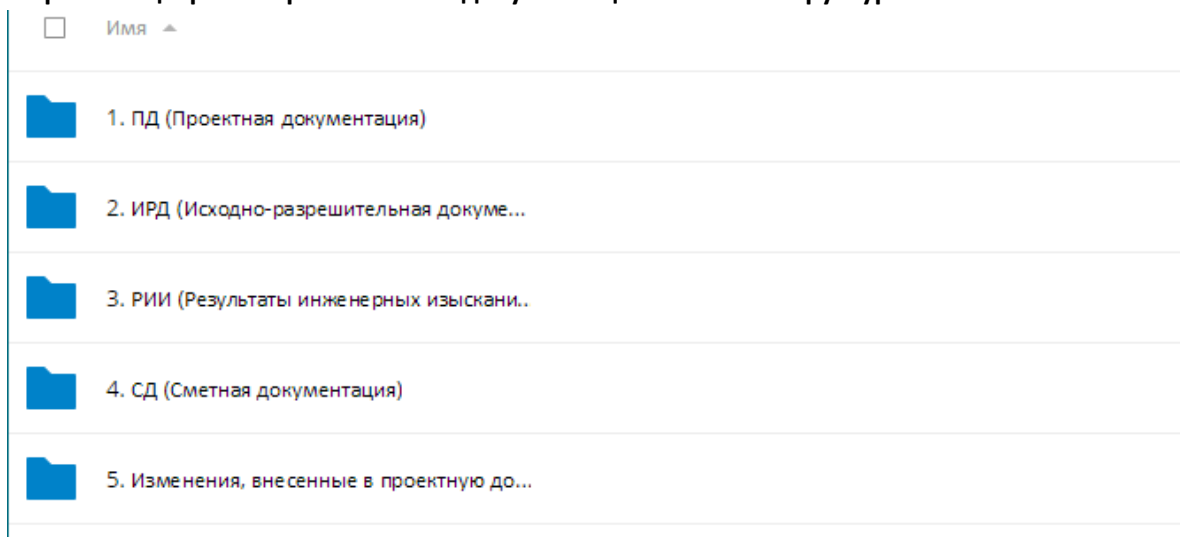 Имя
1. ПД (Проектная документация)
2. ИРД (Исходно-разрешительная докуме...
3. РИИ (Результаты инженерных изыскани..
4. СД (Сметная документация)
5. Изменения, внесенные в проектную до...